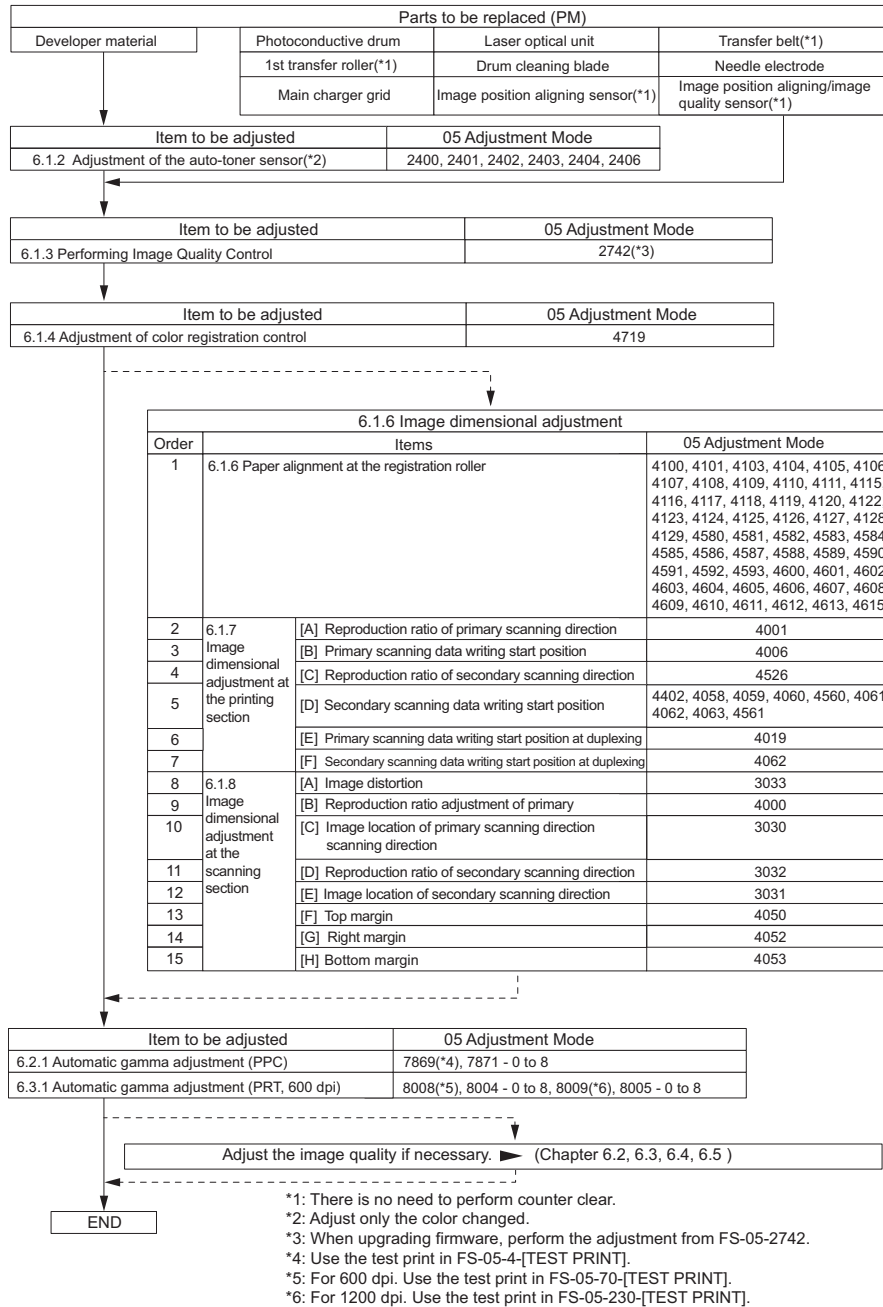 Parts to be replaced (PM)
Developer material
Photoconductive drum
Laser optical unit
Transfer belt(*1)
1st transfer roller(*1)
Drum cleaning blade
Needle electrode
Main charger grid
Image position aligning sensor(*1)
Image position aligning/image
quality sensor(*1)
Item to be adjusted
05 Adjustment Mode
6.1.2 Adjustment of the auto-toner sensor(*2)
2400, 2401, 2402, 2403, 2404, 2406
Item to be adjusted
05 Adjustment Mode
6.1.3 Performing Image Quality Control
2742(*3)
Item to be adjusted
05 Adjustment Mode
6.1.4 Adjustment of color registration control
4719
6.1.6 Image dimensional adjustment
Order
Items
05 Adjustment Mode
1
6.1.6 Paper alignment at the registration roller
4100, 4101, 4103, 4104, 4105, 4106
4107, 4108, 4109, 4110, 4111, 4115,
4116, 4117, 4118, 4119, 4120, 4122,
4123, 4124, 4125, 4126, 4127, 4128
4129, 4580, 4581, 4582, 4583, 4584
4585, 4586, 4587, 4588, 4589, 4590
4591, 4592, 4593, 4600, 4601, 4602
4603, 4604, 4605, 4606, 4607, 4608
4609, 4610, 4611, 4612, 4613, 4615
6.1.7
Image
dimensional
adjustment at
the printing
section
2
[A] Reproduction ratio of primary scanning direction
4001
3
[B] Primary scanning data writing start position
4006
4
[C] Reproduction ratio of secondary scanning direction
4526
5
[D] Secondary scanning data writing start position
4402, 4058, 4059, 4060, 4560, 4061
4062, 4063, 4561
6
[E] Primary scanning data writing start position at duplexing
4019
7
[F] Secondary scanning data writing start position at duplexing
4062
6.1.8
Image
dimensional
adjustment
at the
scanning
section
8
[A] Image distortion
3033
9
[B] Reproduction ratio adjustment of primary
4000
10
[C] Image location of primary scanning direction
scanning direction
3030
11
[D] Reproduction ratio of secondary scanning direction
3032
12
[E] Image location of secondary scanning direction
3031
13
[F] Top margin
4050
14
[G] Right margin
4052
15
[H] Bottom margin
4053
Item to be adjusted
05 Adjustment Mode
6.2.1 Automatic gamma adjustment (PPC)
7869(*4), 7871 - 0 to 8
6.3.1 Automatic gamma adjustment (PRT, 600 dpi)
8008(*5), 8004 - 0 to 8, 8009(*6), 8005 - 0 to 8
Adjust the image quality if necessary. ► (Chapter 6.2, 6.3, 6.4, 6.5 )
END
*1: There is no need to perform counter clear.
*2: Adjust only the color changed.
*3: When upgrading firmware, perform the adjustment from FS-05-2742.
*4: Use the test print in FS-05-4-[TEST PRINT].
*5: For 600 dpi. Use the test print in FS-05-70-[TEST PRINT].
*6: For 1200 dpi. Use the test print in FS-05-230-[TEST PRINT].